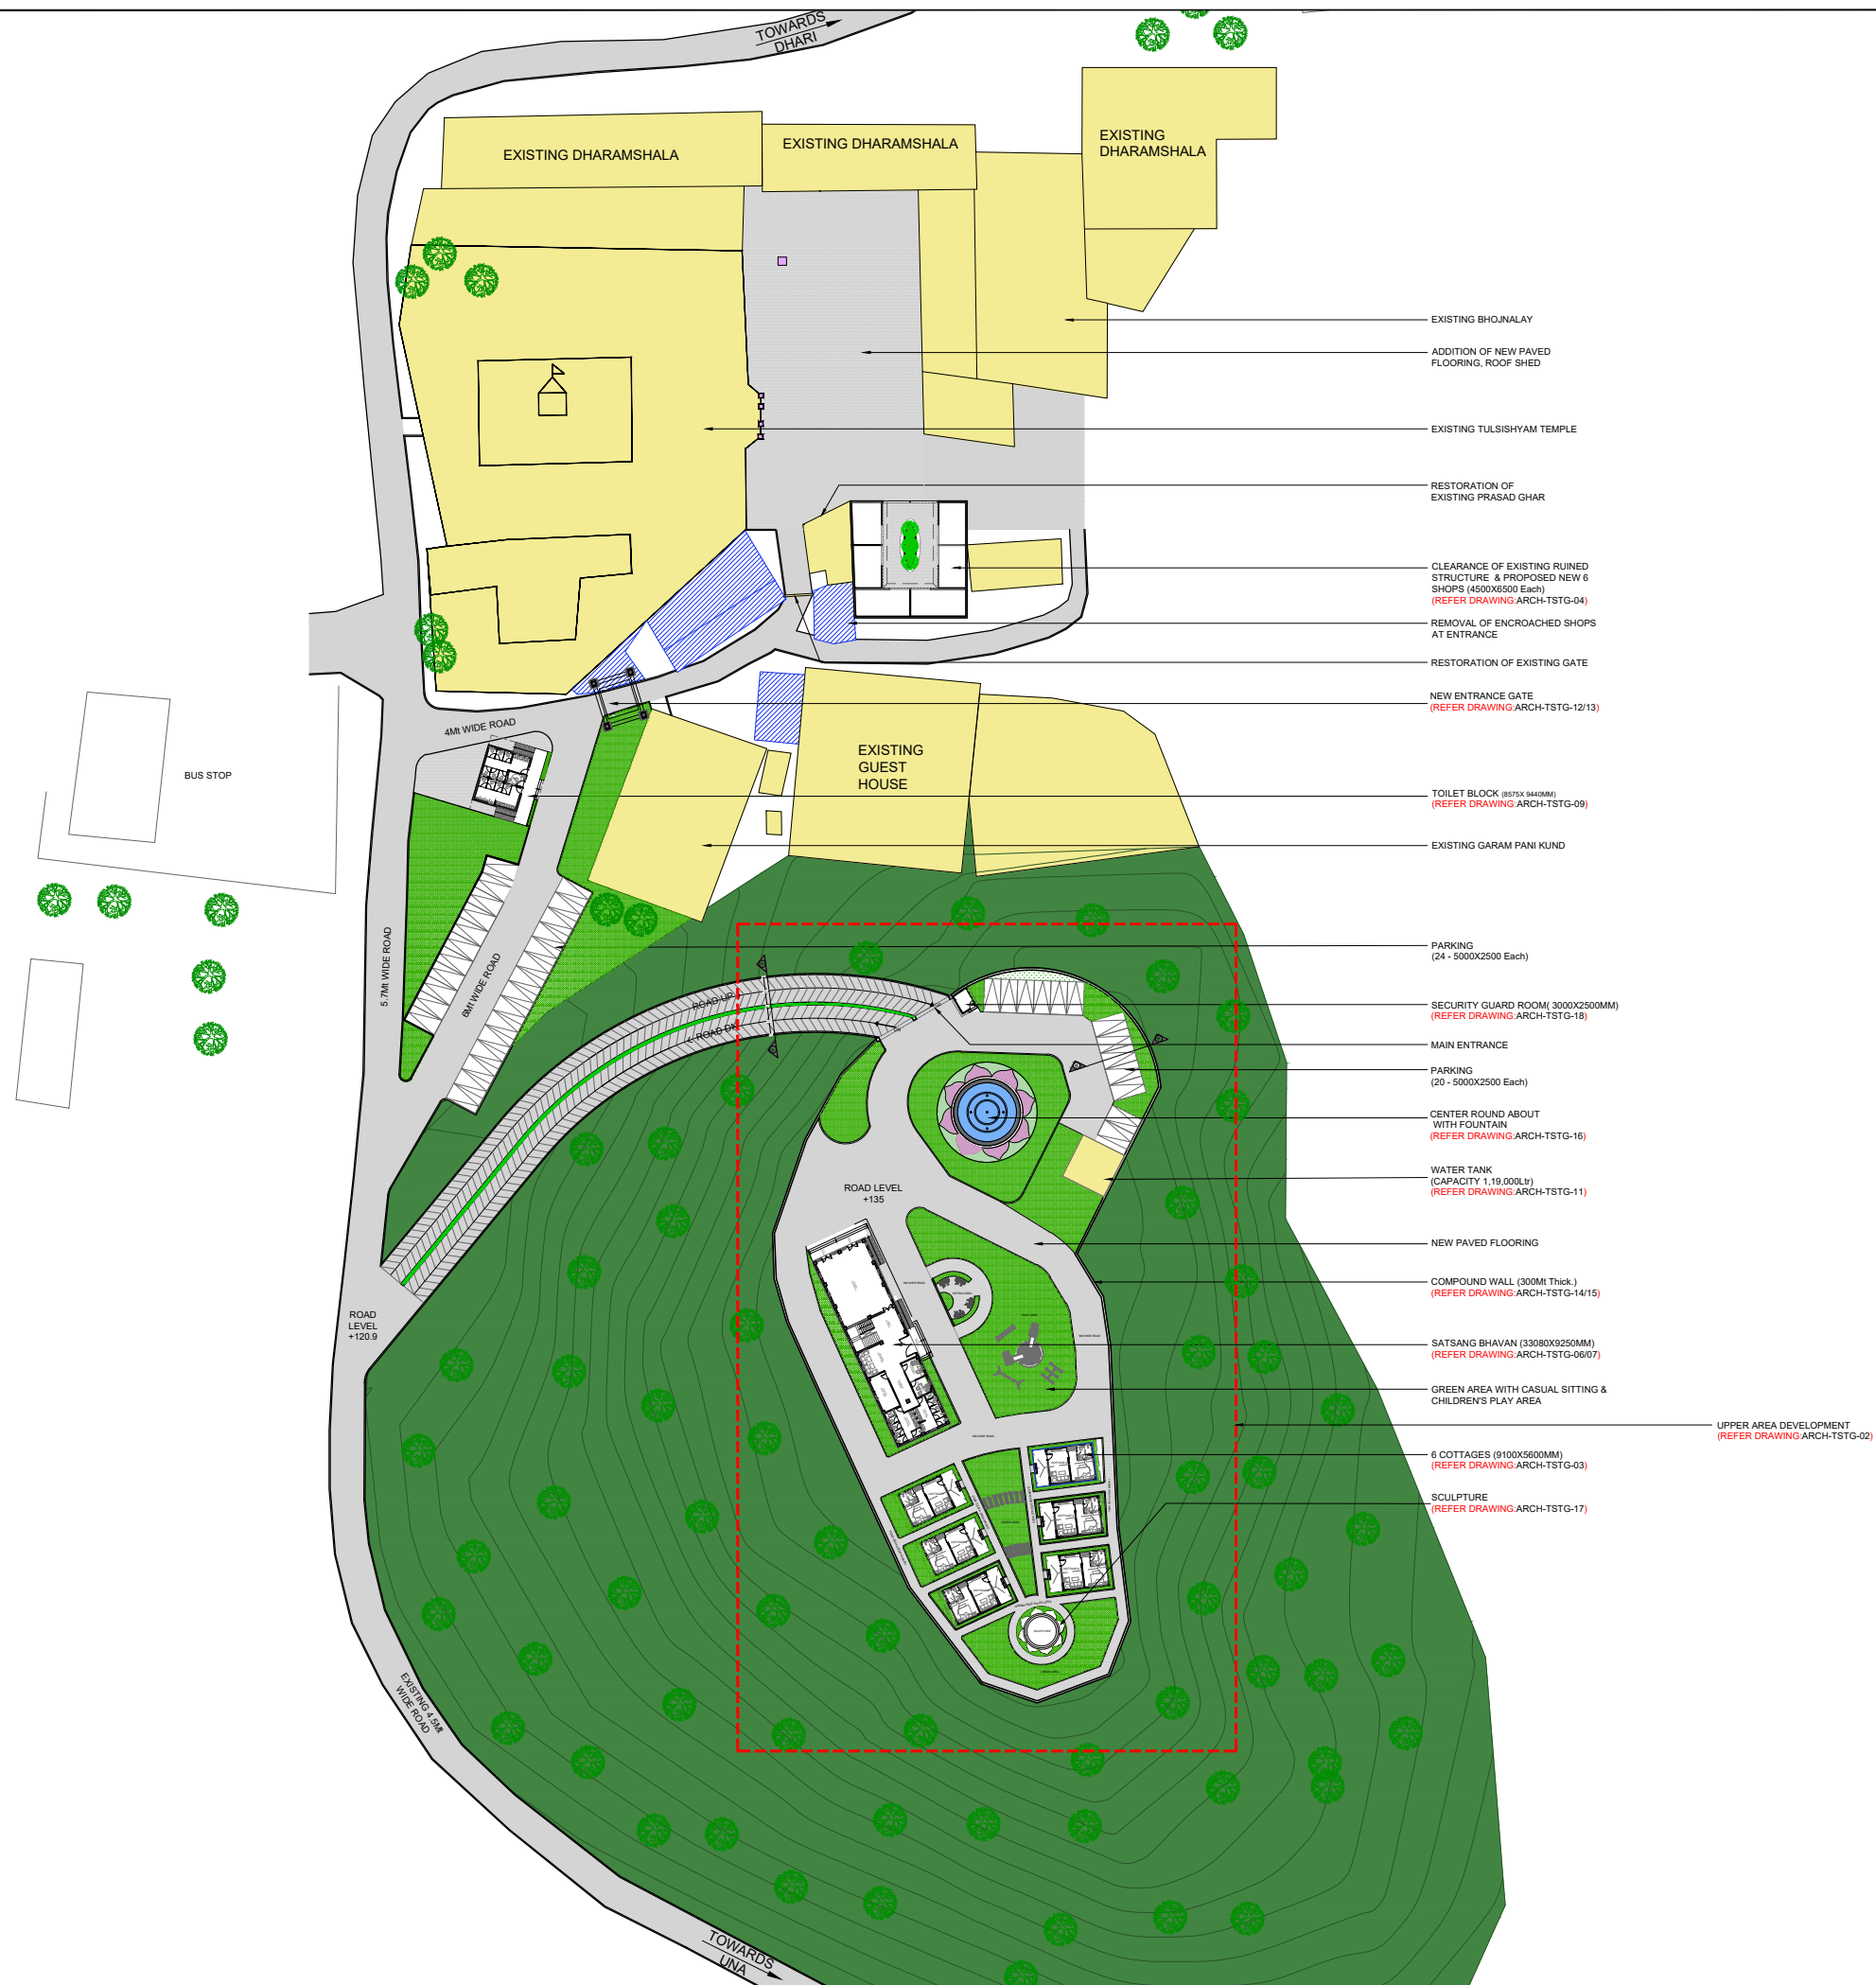 TOWARDS
DHARI
EXISTING DHARAMSHALA
EXISTING DHARAMSHALA
EXISTING
DHARAMSHALA
EXISTING BHOJNALAY
ADDITION OF NEW PAVED
FLOORING, ROOF SHED
EXISTING TULSISHYAM TEMPLE
RESTORATION OF
EXISTING PRASAD GHAR
CLEARANCE OF EXISTING RUINED
STRUCTURE & PROPOSED NEW 6
SHOPS (4500X6500 Each)
(REFER DRAWING:ARCH-TSTG-04)
REMOVAL OF ENCROACHED SHOPS
AT ENTRANCE
RESTORATION OF EXISTING GATE
NEW ENTRANCE GATE
(REFER DRAWING:ARCH-TSTG-12/13)
4Mt WIDE ROAD
BUS STOP
EXISTING
GUEST
HOUSE
TOILET BLOCK (8575X 9440MM)
(REFER DRAWING:ARCH-TSTG-09)
EXISTING GARAM PANI KUND
5.7Mt WIDE ROAD
6Mt WIDE ROAD
PARKING
(24 - 5000X2500 Each)
ROAD UP
ROAD DN
SECURITY GUARD ROOM( 3000X2500MM)
(REFER DRAWING:ARCH-TSTG-18)
MAIN ENTRANCE
PARKING
(20 - 5000X2500 Each)
CENTER ROUND ABOUT
WITH FOUNTAIN
(REFER DRAWING:ARCH-TSTG-16)
WATER TANK
(CAPACITY 1,19,000Ltr)
(REFER DRAWING:ARCH-TSTG-11)
ROAD LEVEL
+135
NEW PAVED FLOORING
COMPOUND WALL (300Mt Thick.)
(REFER DRAWING:ARCH-TSTG-14/15)
ROAD
LEVEL
+120.9
SATSANG BHAVAN (33080X9250MM)
(REFER DRAWING:ARCH-TSTG-06/07)
GREEN AREA WITH CASUAL SITTING &
CHILDREN'S PLAY AREA
UPPER AREA DEVELOPMENT
(REFER DRAWING:ARCH-TSTG-02)
6 COTTAGES (9100X5600MM)
(REFER DRAWING:ARCH-TSTG-03)
SCULPTURE
(REFER DRAWING:ARCH-TSTG-17)
EXISTING 4.5Mt
WIDE ROAD
TOWARDS
UNA